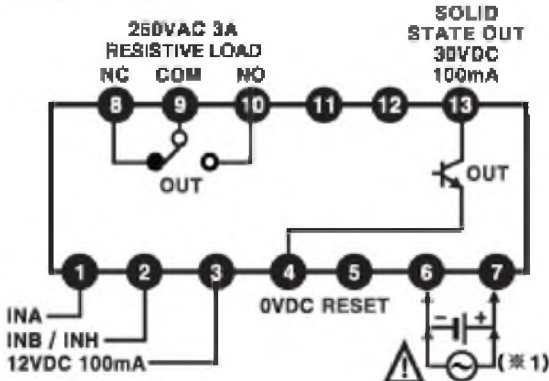 250VAC 3A
RESISTIVE LOAD
NC COM NO
SOLID
STATE OUT
30VDC
100mA
8 9 10 11 12 13
OUT
OUT
1 2 3 4 5 6 7
0VDC RESET
INA
INB / INH
12VDC 100mA
- +
(※1)